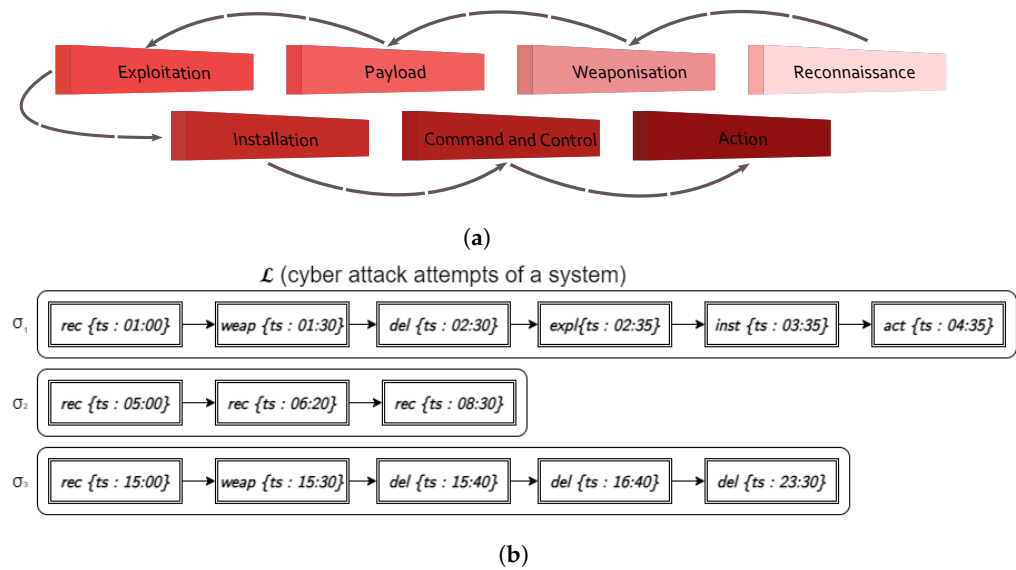 Exploitation
Payload
Weaponisation
Reconnaissance
Installation
Command and Control
Action
(a)
𝓛 (cyber attack attempts of a system)
σ₁ rec {ts : 01:00} weap {ts : 01:30} del {ts : 02:30} expl{ts : 02:35} inst {ts : 03:35} act {ts : 04:35}
σ₂ rec {ts : 05:00} rec {ts : 06:20} rec {ts : 08:30}
σ₃ rec {ts : 15:00} weap {ts : 15:30} del {ts : 15:40} del {ts : 16:40} del {ts : 23:30}
(b)